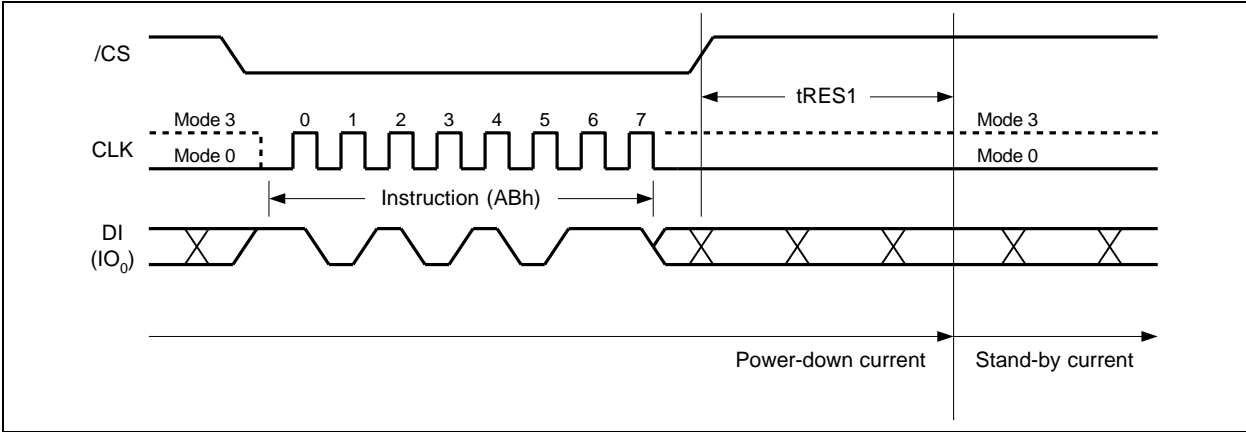 /CS
tRES1
Mode 3 0 1 2 3 4 5 6 7 Mode 3
CLK
Mode 0 Mode 0
Instruction (ABh)
DI
(IO₀)
Power-down current Stand-by current